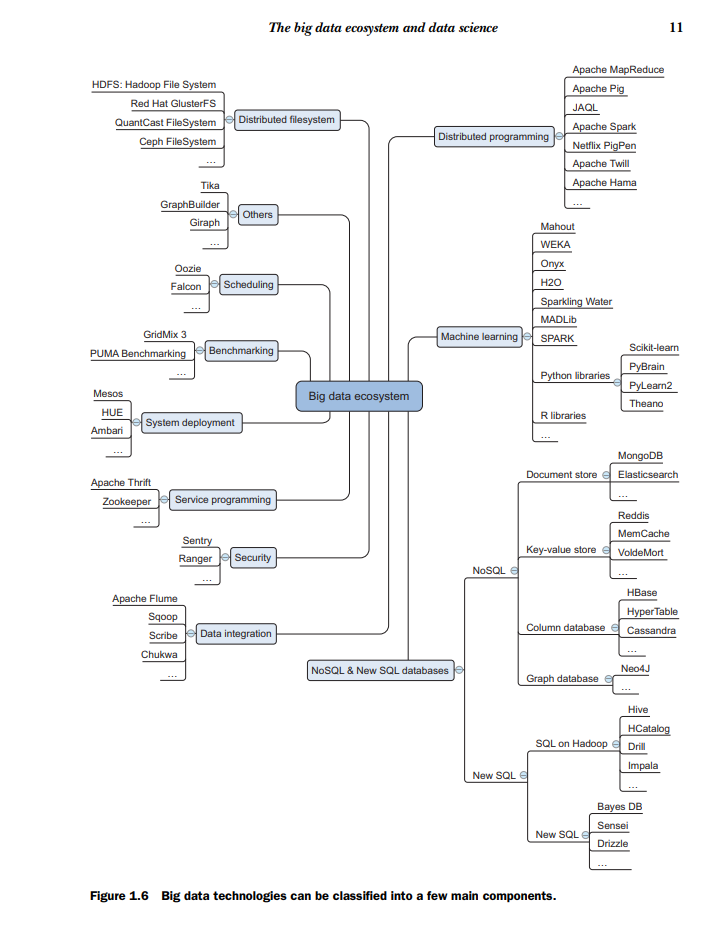 The big data ecosystem and data science 11
HDFS: Hadoop File System
Red Hat GlusterFS
QuantCast FileSystem
Ceph FileSystem
...
Distributed filesystem
Tika
GraphBuilder
Giraph
...
Others
Oozie
Falcon
...
Scheduling
GridMix 3
PUMA Benchmarking
...
Benchmarking
Mesos
HUE
Ambari
...
System deployment
Apache Thrift
Zookeeper
...
Service programming
Sentry
Ranger
...
Security
Apache Flume
Sqoop
Scribe
Chukwa
...
Data integration
Big data ecosystem
Distributed programming
Apache MapReduce
Apache Pig
JAQL
Apache Spark
Netflix PigPen
Apache Twill
Apache Hama
...
Machine learning
Mahout
WEKA
Onyx
H2O
Sparkling Water
MADLib
SPARK
Python libraries
Scikit-learn
PyBrain
PyLearn2
Theano
R libraries
...
NoSQL & New SQL databases
NoSQL
Document store
MongoDB
Elasticsearch
...
Key-value store
Reddis
MemCache
VoldeMort
...
Column database
HBase
HyperTable
Cassandra
...
Graph database
Neo4J
...
New SQL
SQL on Hadoop
Hive
HCatalog
Drill
Impala
...
New SQL
Bayes DB
Sensei
Drizzle
...
Figure 1.6 Big data technologies can be classified into a few main components.